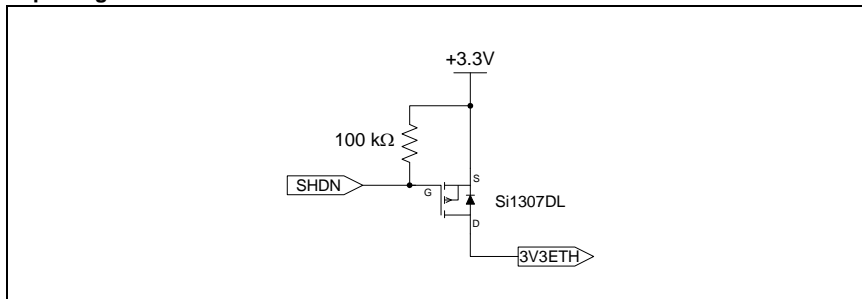 +3.3V
100 kΩ
SHDN
G
S
Si1307DL
D
3V3ETH